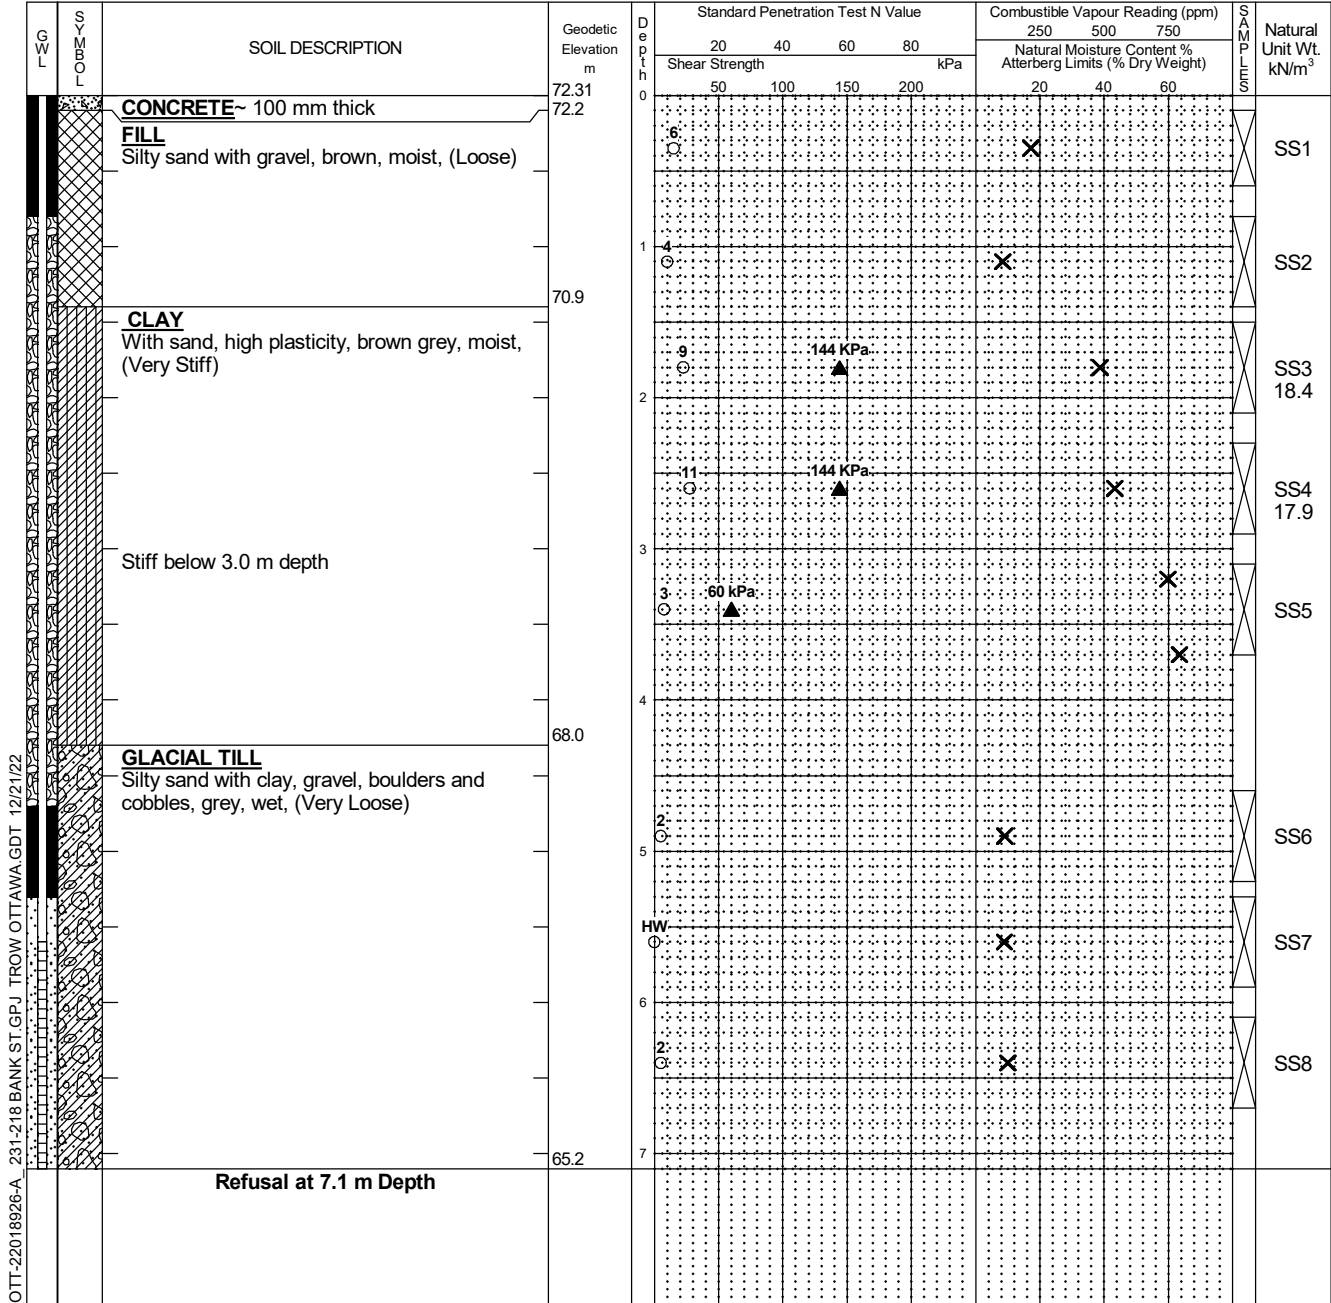 GWL
SYMBOL
SOIL DESCRIPTION
Geodetic
Elevation
m
Depth
Standard Penetration Test N Value
20 40 60 80
Shear Strength kPa
50 100 150 200
Combustible Vapour Reading (ppm)
250 500 750
Natural Moisture Content %
Atterberg Limits (% Dry Weight)
20 40 60
SAMPLES
Natural
Unit Wt.
kN/m³
72.31
0
CONCRETE~ 100 mm thick
72.2
FILL
Silty sand with gravel, brown, moist, (Loose)
6
SS1
1
4
SS2
70.9
CLAY
With sand, high plasticity, brown grey, moist,
(Very Stiff)
9
144 KPa
SS3
18.4
2
11
144 KPa
SS4
17.9
3
Stiff below 3.0 m depth
3
60 kPa
SS5
4
68.0
GLACIAL TILL
Silty sand with clay, gravel, boulders and
cobbles, grey, wet, (Very Loose)
2
SS6
5
HW
SS7
6
2
SS8
7
65.2
Refusal at 7.1 m Depth
OTT-22018926-A_ 231-218 BANK ST.GPJ TROW OTTAWA.GDT 12/21/22